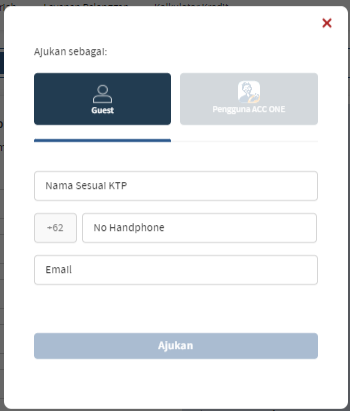 Ajukan sebagai:
Guest
Pengguna ACC ONE
Nama Sesuai KTP
+62 No Handphone
Email
Ajukan